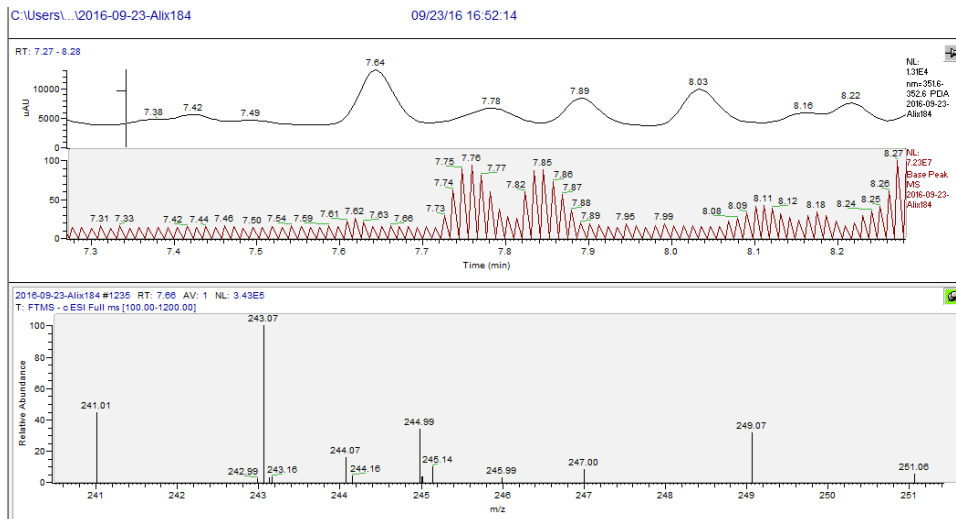 C:\Users\...\2016-09-23-Alix184 09/23/16 16:52:14
RT: 7.27 - 8.28
NL:
1.31E4
nm=351.6-
352.6 PDA
2016-09-23-
Alix184
uAU
10000
5000
0
7.38 7.42 7.49 7.64 7.78 7.89 8.03 8.16 8.22
NL:
7.23E7
Base Peak
MS
2016-09-23-
Alix184
100
50
0
7.31 7.33 7.42 7.44 7.46 7.50 7.54 7.59 7.61 7.62 7.63 7.66 7.73 7.74 7.75 7.76 7.77 7.82 7.85 7.86 7.87 7.88 7.89 7.95 7.99 8.08 8.09 8.11 8.12 8.18 8.24 8.25 8.26 8.27
7.3 7.4 7.5 7.6 7.7 7.8 7.9 8.0 8.1 8.2
Time (min)
2016-09-23-Alix184 #1235 RT: 7.66 AV: 1 NL: 3.43E5
T: FTMS - c ESI Full ms [100.00-1200.00]
Relative Abundance
100
80
60
40
20
0
241.01 242.99 243.07 243.16 244.07 244.16 244.99 245.14 245.99 247.00 249.07 251.06
241 242 243 244 245 246 247 248 249 250 251
m/z